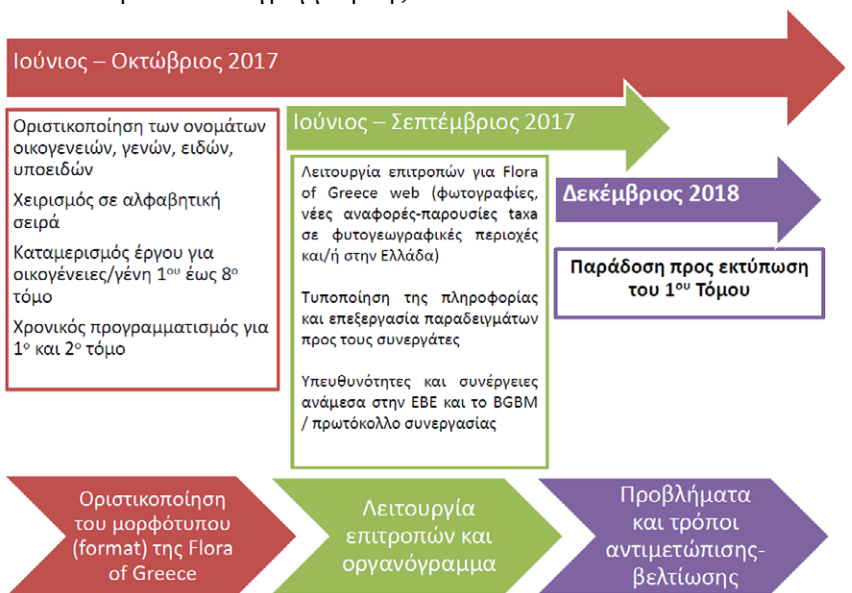 Ιούνιος – Οκτώβριος 2017
Οριστικοποίηση των ονομάτων
οικογενειών, γενών, ειδών,
υποειδών
Χειρισμός σε αλφαβητική
σειρά
Καταμερισμός έργου για
οικογένειες/γένη 1ου έως 8ο
τόμο
Χρονικός προγραμματισμός για
1ο και 2ο τόμο
Ιούνιος – Σεπτέμβριος 2017
Λειτουργία επιτροπών για Flora
of Greece web (φωτογραφίες,
νέες αναφορές-παρουσίες taxa
σε φυτογεωγραφικές περιοχές
και/ή στην Ελλάδα)
Τυποποίηση της πληροφορίας
και επεξεργασία παραδειγμάτων
προς τους συνεργάτες
Υπευθυνότητες και συνέργειες
ανάμεσα στην ΕΒΕ και το BGBM
/ πρωτόκολλο συνεργασίας
Δεκέμβριος 2018
Παράδοση προς εκτύπωση
του 1ου Τόμου
Οριστικοποίηση
του μορφότυπου
(format) της Flora
of Greece
Λειτουργία
επιτροπών και
οργανόγραμμα
Προβλήματα
και τρόποι
αντιμετώπισης-
βελτίωσης